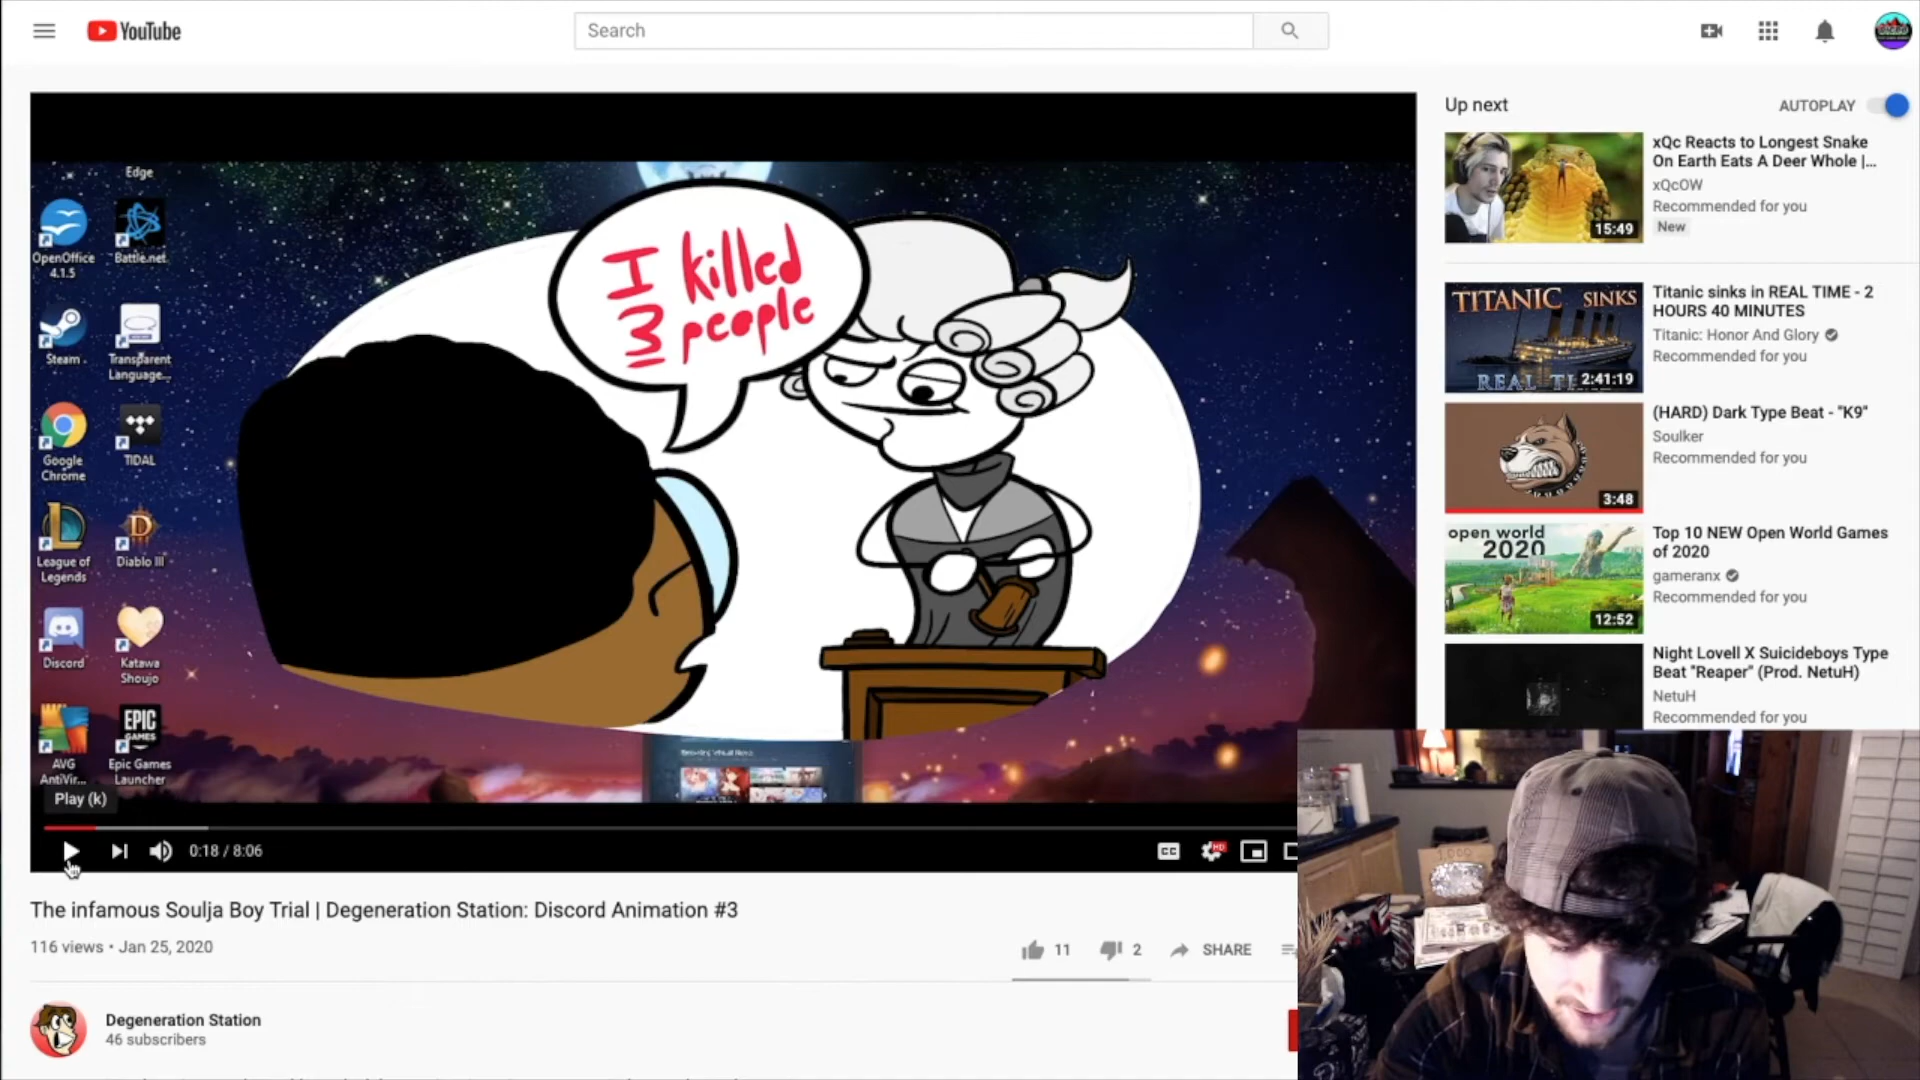 YouTube
Search
Up next
AUTOPLAY
xQc Reacts to Longest Snake
On Earth Eats A Deer Whole |...
xQcOW
Recommended for you
New
15:49
TITANIC SINKS
REAL TI
2:41:19
Titanic sinks in REAL TIME - 2
HOURS 40 MINUTES
Titanic: Honor And Glory
Recommended for you
3:48
(HARD) Dark Type Beat - "K9"
Soulker
Recommended for you
open world
2020
12:52
Top 10 NEW Open World Games
of 2020
gameranx
Recommended for you
Night Lovell X Suicideboys Type
Beat "Reaper" (Prod. NetuH)
NetuH
Recommended for you
Edge
OpenOffice
4.1.5
Battle.net
Steam
Transparent
Language...
Google
Chrome
TIDAL
League of
Legends
Diablo III
Discord
Katawa
Shoujo
AVG
AntiVir...
EPIC
GAMES
Epic Games
Launcher
I killed
3 people
Play (k)
0:18 / 8:06
CC
HD
The infamous Soulja Boy Trial | Degeneration Station: Discord Animation #3
116 views • Jan 25, 2020
11
2
SHARE
Degeneration Station
46 subscribers